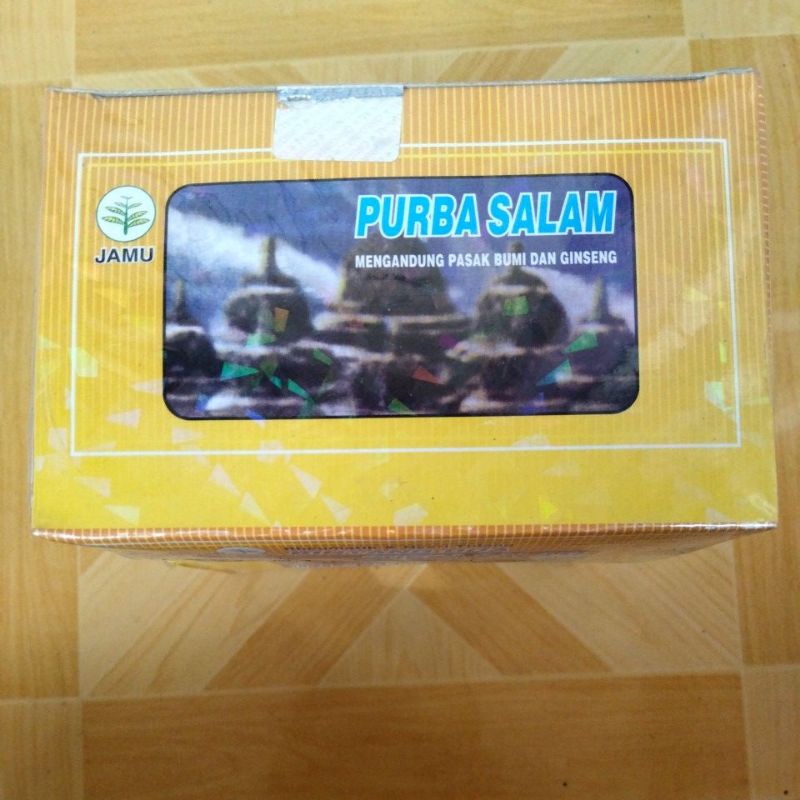 PURBA SALAM
MENGANDUNG PASAK BUMI DAN GINSENG
JAMU